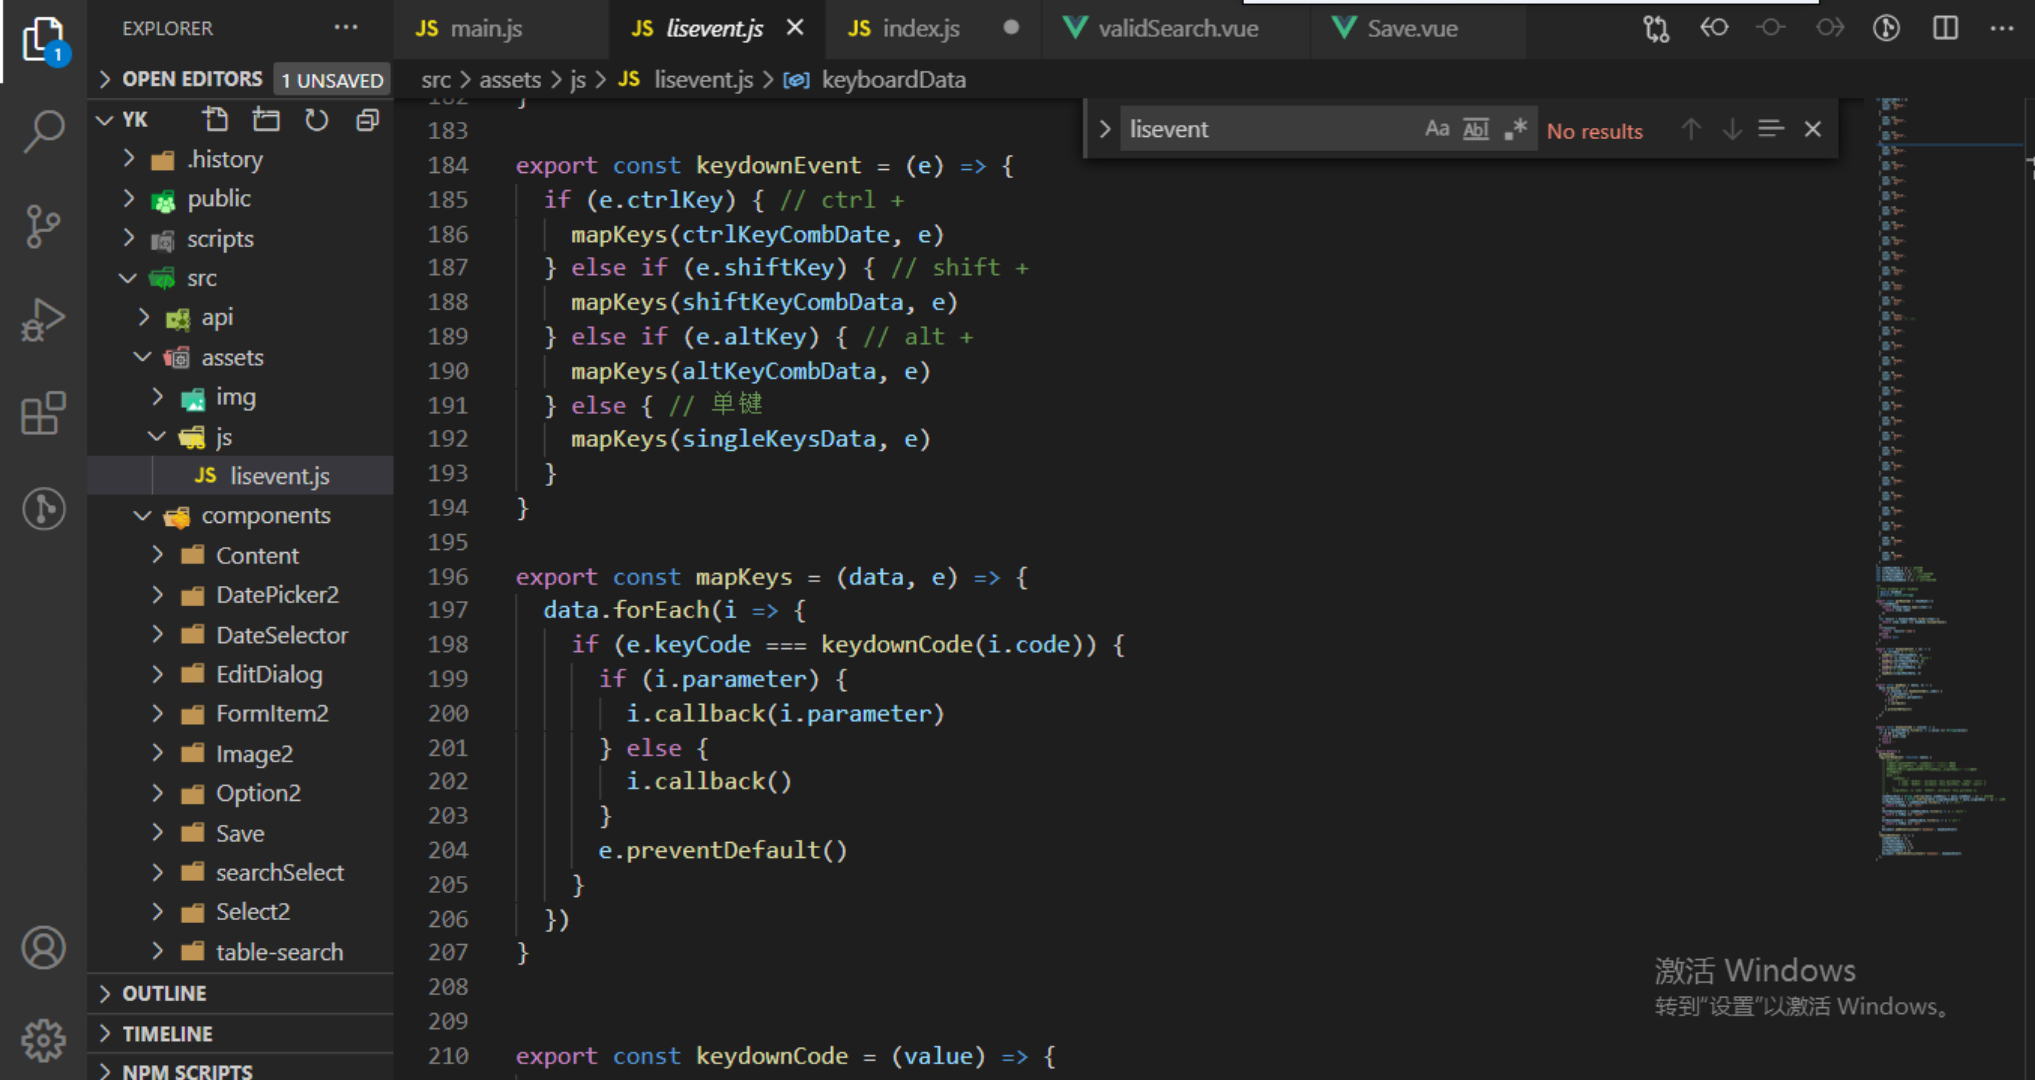 EXPLORER
JS main.js
JS lisevent.js
JS index.js
validSearch.vue
Save.vue
OPEN EDITORS 1 UNSAVED
src > assets > js > JS lisevent.js > keyboardData
YK
.history
public
scripts
src
api
assets
img
js
JS lisevent.js
components
Content
DatePicker2
DateSelector
EditDialog
FormItem2
Image2
Option2
Save
searchSelect
Select2
table-search
OUTLINE
TIMELINE
NPM SCRIPTS
1
lisevent Aa Abl .* No results
182 }
183
184 export const keydownEvent = (e) => {
185 if (e.ctrlKey) { // ctrl +
186 mapKeys(ctrlKeyCombDate, e)
187 } else if (e.shiftKey) { // shift +
188 mapKeys(shiftKeyCombData, e)
189 } else if (e.altKey) { // alt +
190 mapKeys(altKeyCombData, e)
191 } else { // 单键
192 mapKeys(singleKeysData, e)
193 }
194 }
195
196 export const mapKeys = (data, e) => {
197 data.forEach(i => {
198 if (e.keyCode === keydownCode(i.code)) {
199 if (i.parameter) {
200 i.callback(i.parameter)
201 } else {
202 i.callback()
203 }
204 e.preventDefault()
205 }
206 })
207 }
208
209
210 export const keydownCode = (value) => {
激活 Windows
转到“设置”以激活 Windows。